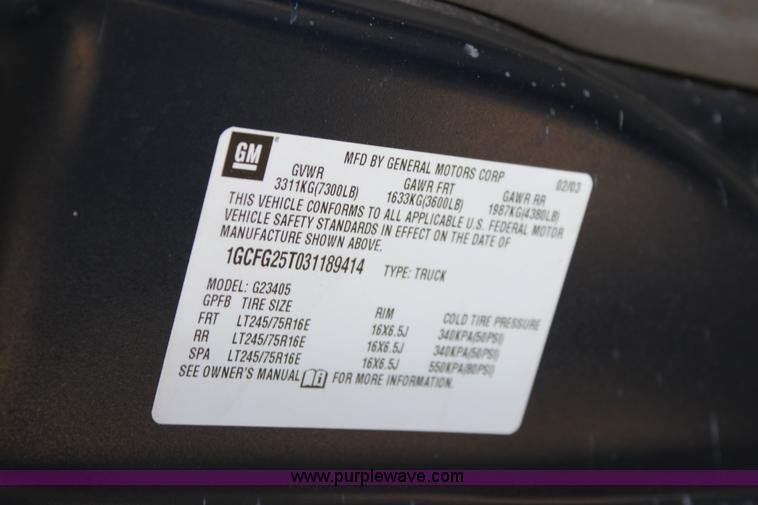 GM®
MFD BY GENERAL MOTORS CORP 02/03
GVWR GAWR FRT GAWR RR
3311KG(7300LB) 1633KG(3600LB) 1987KG(4380LB)
THIS VEHICLE CONFORMS TO ALL APPLICABLE U.S. FEDERAL MOTOR
VEHICLE SAFETY STANDARDS IN EFFECT ON THE DATE OF
MANUFACTURE SHOWN ABOVE.
1GCFG25T031189414 TYPE: TRUCK
MODEL: G23405
GPFB TIRE SIZE RIM COLD TIRE PRESSURE
FRT LT245/75R16E 16X6.5J 340KPA(50PSI)
RR LT245/75R16E 16X6.5J 340KPA(50PSI)
SPA LT245/75R16E 16X6.5J 550KPA(80PSI)
SEE OWNER'S MANUAL FOR MORE INFORMATION.
www.purplewave.com